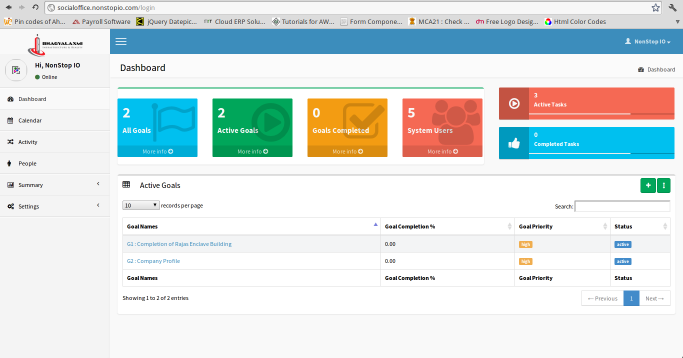 socialoffice.nonstopio.com/login
Pin codes of Ah... Payroll Software jQuery Datepic... Cloud ERP Solu... Tutorials for AW... Form Compone... MCA21 : Check ... Free Logo Desig... Html Color Codes
BHAGYALAXMI
NonStop IO
Hi, NonStop IO
Online
Dashboard
Dashboard
Dashboard
Calendar
Activity
People
Summary
Settings
2
All Goals
More info
2
Active Goals
More info
0
Goals Completed
More info
5
System Users
More info
3
Active Tasks
0
Completed Tasks
Active Goals
10 records per page
Search:
Goal Names Goal Completion % Goal Priority Status
G2 : Completion of Rajas Enclave Building 0.00 high active
G2 : Company Profile 0.00 high active
Goal Names Goal Completion % Goal Priority Status
Showing 1 to 2 of 2 entries
← Previous 1 Next →